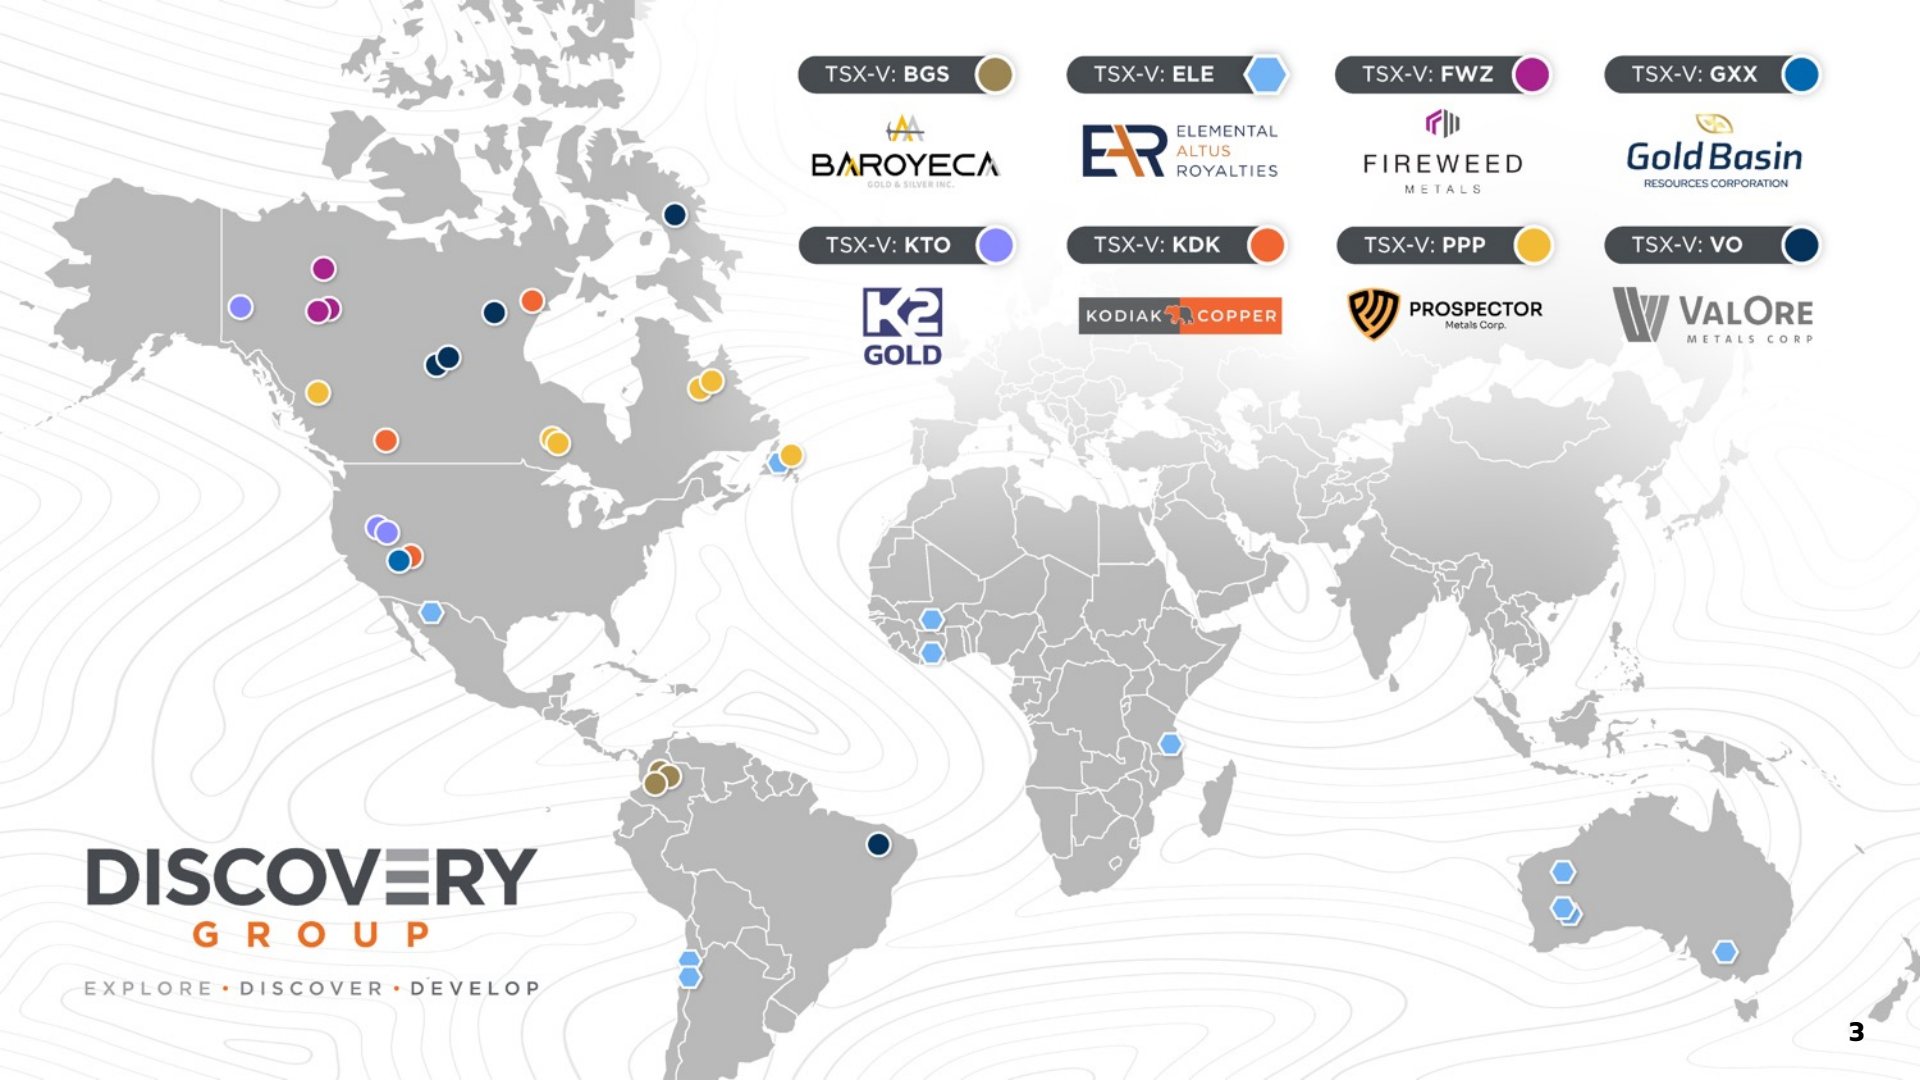 TSX-V: BGS
BAROYECA
GOLD & SILVER INC.
TSX-V: ELE
EAR
ELEMENTAL
ALTUS
ROYALTIES
TSX-V: FWZ
FIREWEED
METALS
TSX-V: GXX
Gold Basin
RESOURCES CORPORATION
TSX-V: KTO
K2
GOLD
TSX-V: KDK
KODIAK COPPER
TSX-V: PPP
PROSPECTOR
Metals Corp.
TSX-V: VO
VALORE
METALS CORP
DISCOVERY
GROUP
EXPLORE • DISCOVER • DEVELOP
3